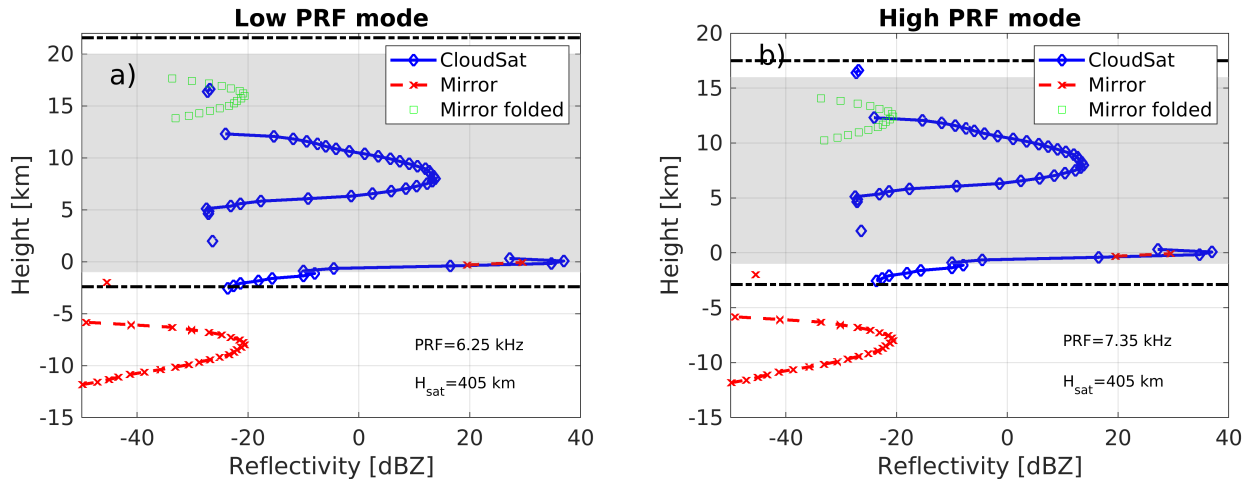 Low PRF mode
a)
CloudSat
Mirror
Mirror folded
20
15
10
5
0
-5
-10
-15
Height [km]
PRF=6.25 kHz
H_sat=405 km
-40
-20
0
20
40
Reflectivity [dBZ]
High PRF mode
b)
CloudSat
Mirror
Mirror folded
20
15
10
5
0
-5
-10
-15
Height [km]
PRF=7.35 kHz
H_sat=405 km
-40
-20
0
20
40
Reflectivity [dBZ]